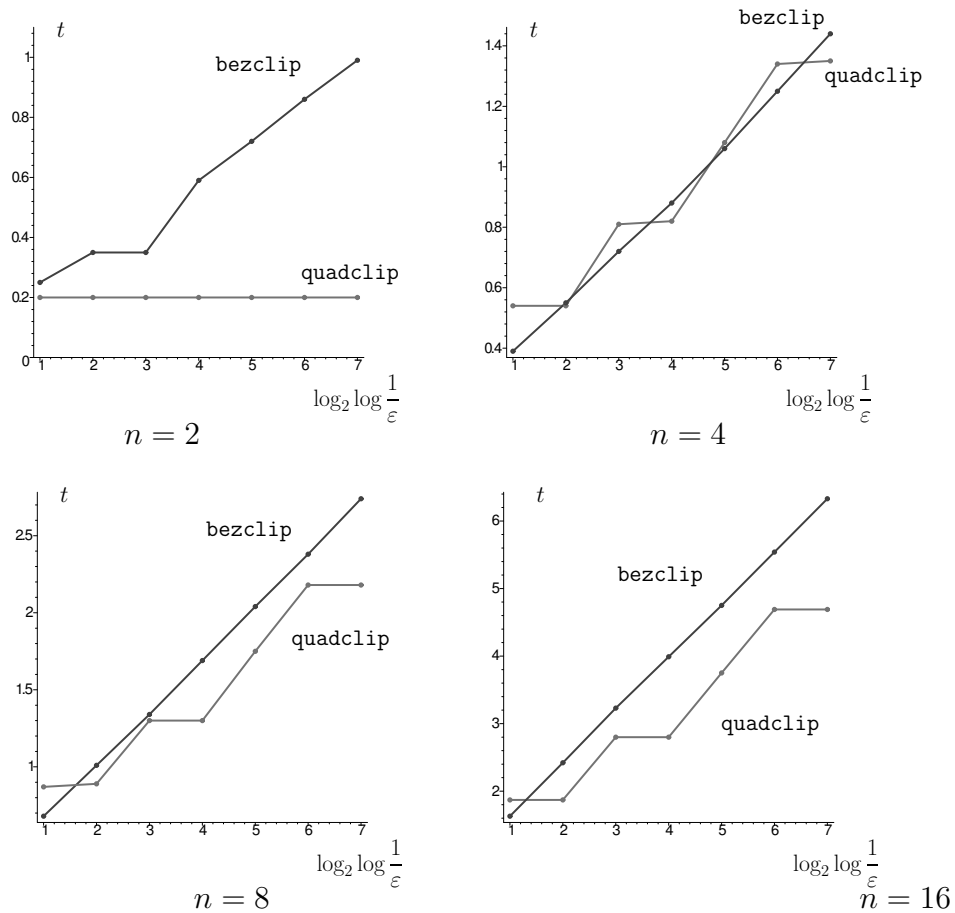 t
bezclip
1
0.8
0.6
0.4
quadclip
0.2
0
1 2 3 4 5 6 7
log₂ log 1/ε
n = 2
bezclip
t
1.4
quadclip
1.2
1
0.8
0.6
0.4
1 2 3 4 5 6 7
log₂ log 1/ε
n = 4
t
bezclip
2.5
2
quadclip
1.5
1
1 2 3 4 5 6 7
log₂ log 1/ε
n = 8
t
6
bezclip
5
4
quadclip
3
2
1 2 3 4 5 6 7
log₂ log 1/ε
n = 16